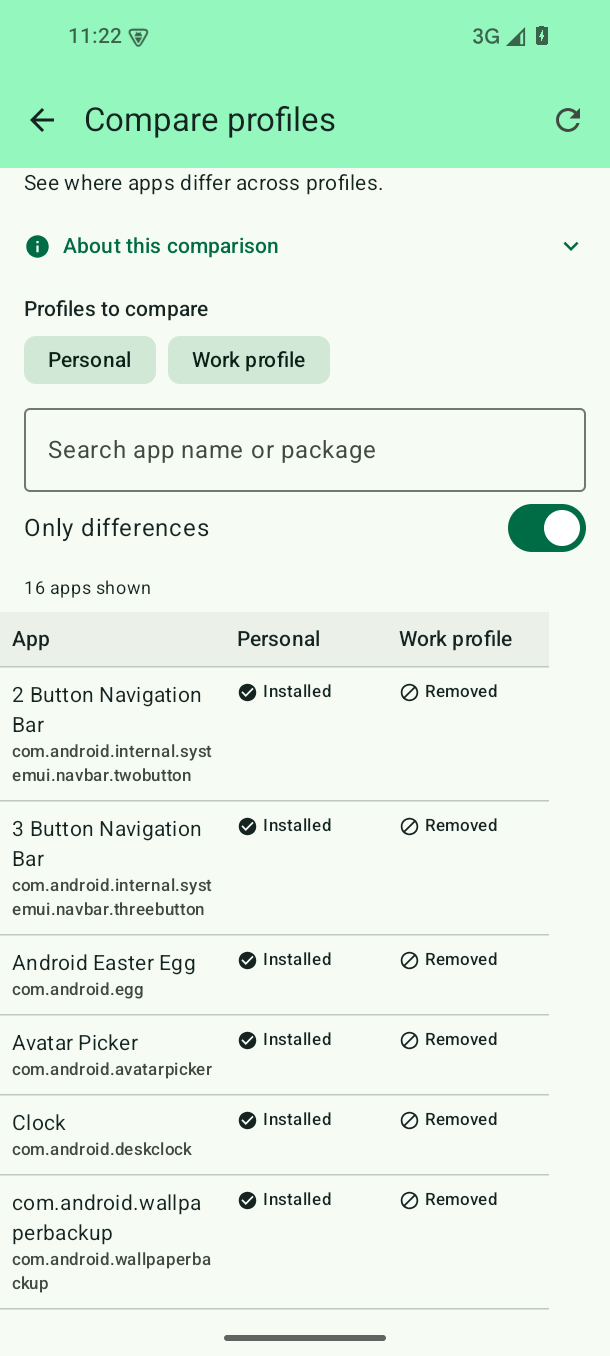 11:22
3G
Compare profiles
See where apps differ across profiles.
About this comparison
Profiles to compare
Personal
Work profile
Search app name or package
Only differences
16 apps shown
App Personal Work profile
2 Button Navigation Installed Removed
Bar
com.android.internal.syst
emui.navbar.twobutton
3 Button Navigation Installed Removed
Bar
com.android.internal.syst
emui.navbar.threebutton
Android Easter Egg Installed Removed
com.android.egg
Avatar Picker Installed Removed
com.android.avatarpicker
Clock Installed Removed
com.android.deskclock
com.android.wallpa Installed Removed
perbackup
com.android.wallpaperba
ckup